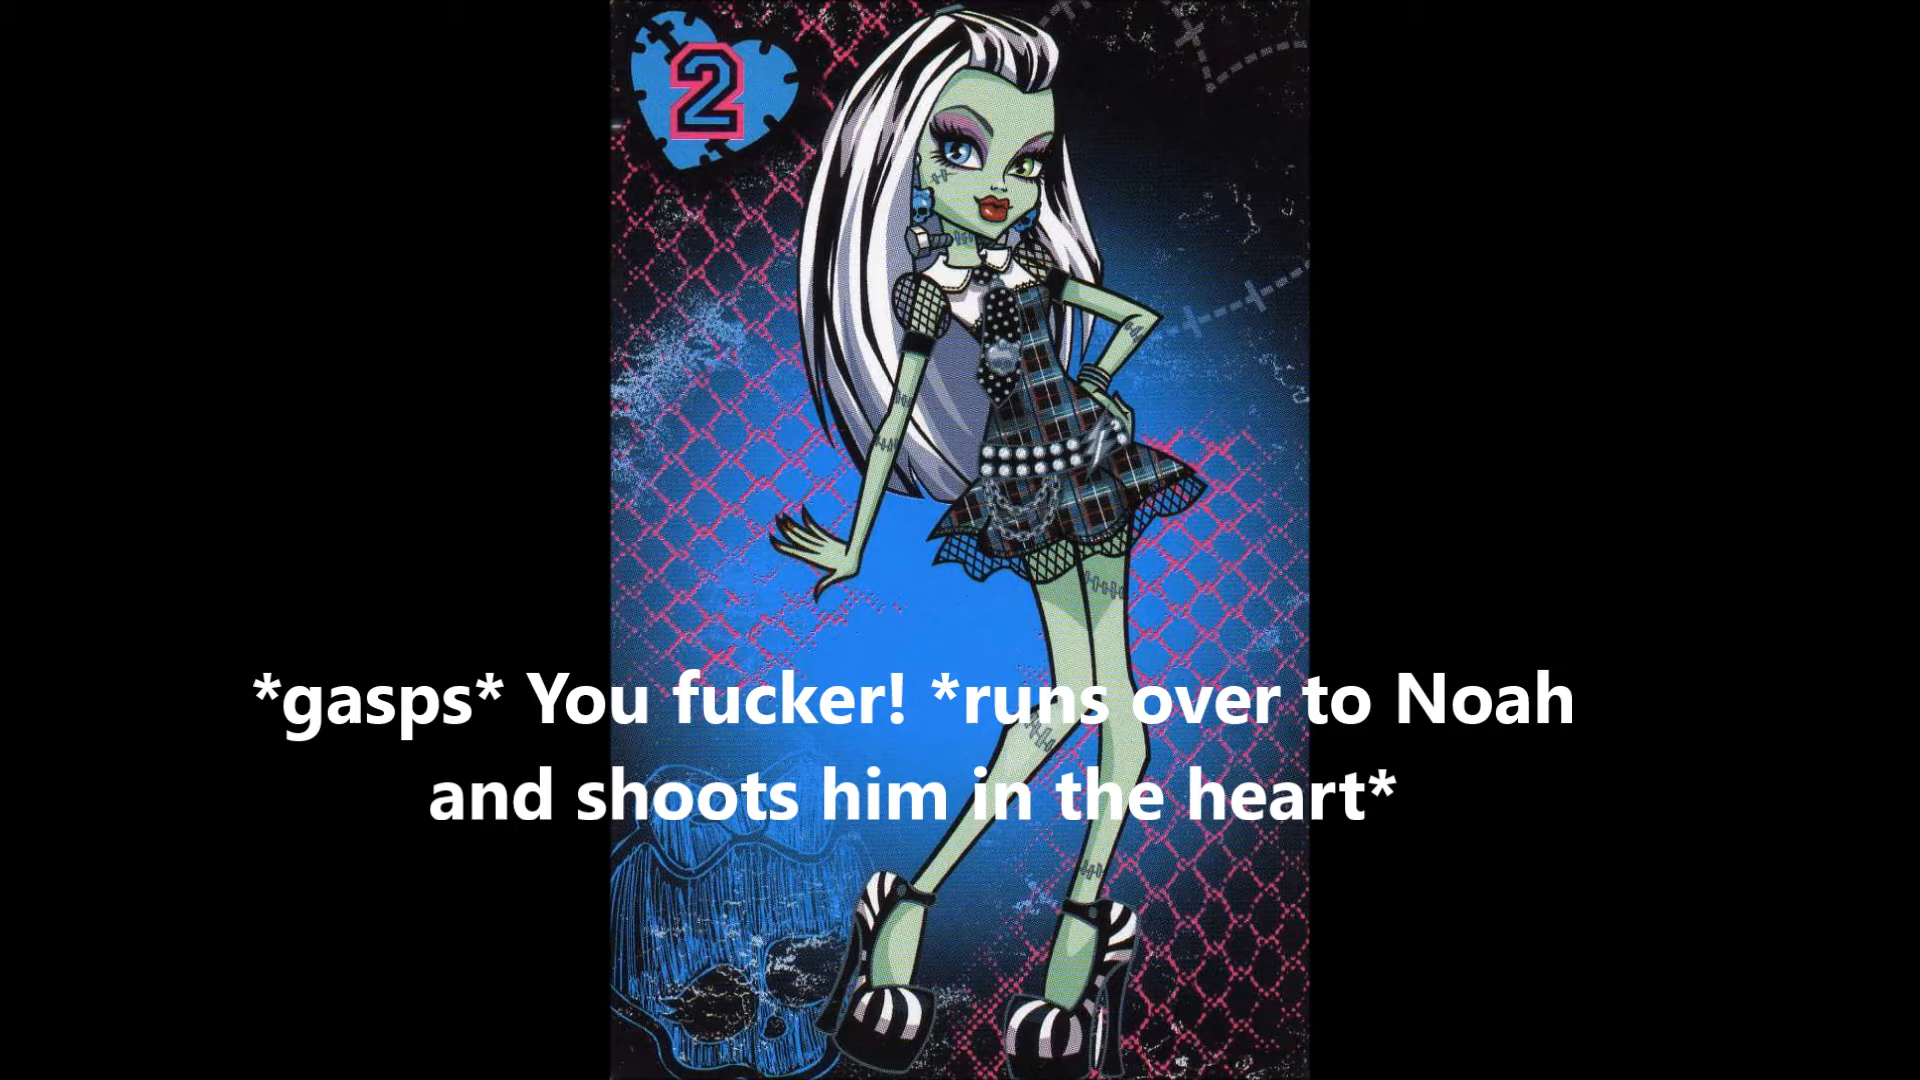 2
*gasps* You fucker! *runs over to Noah
and shoots him in the heart*